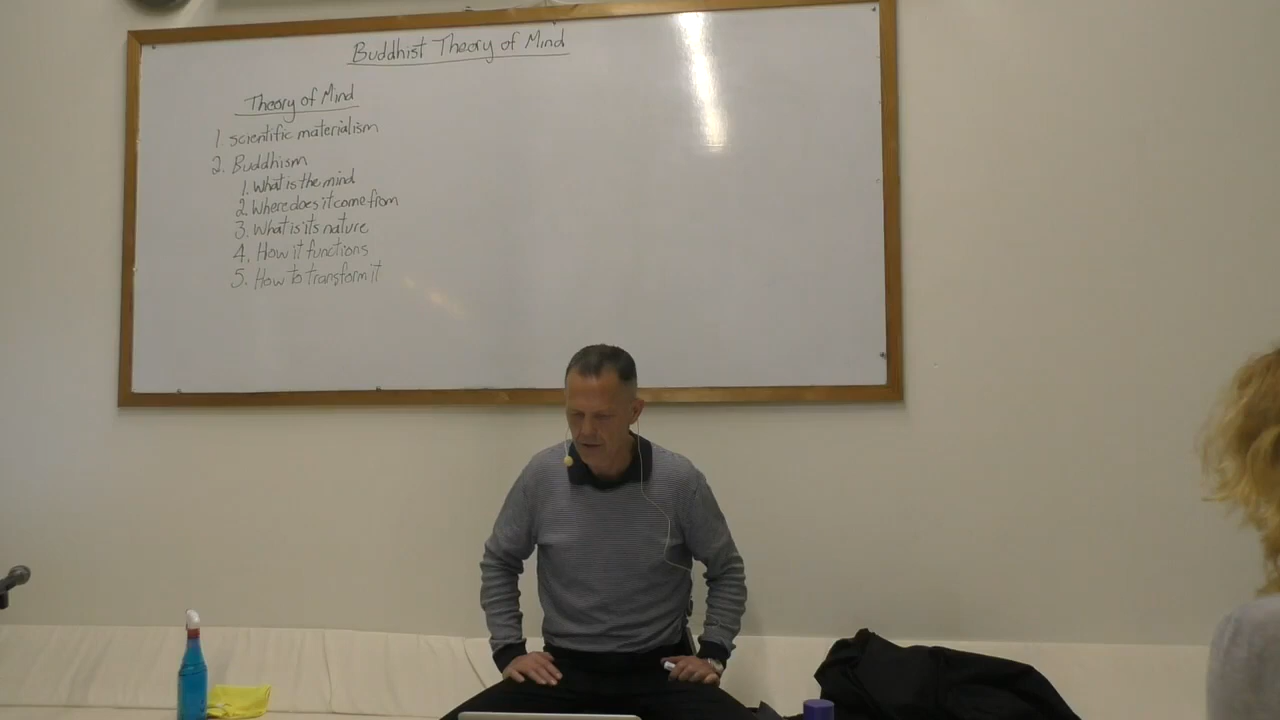 Buddhist Theory of Mind
Theory of Mind
1. scientific materialism
2. Buddhism
1. What is the mind
2. Where does it come from
3. What is its nature
4. How it functions
5. How to transform it